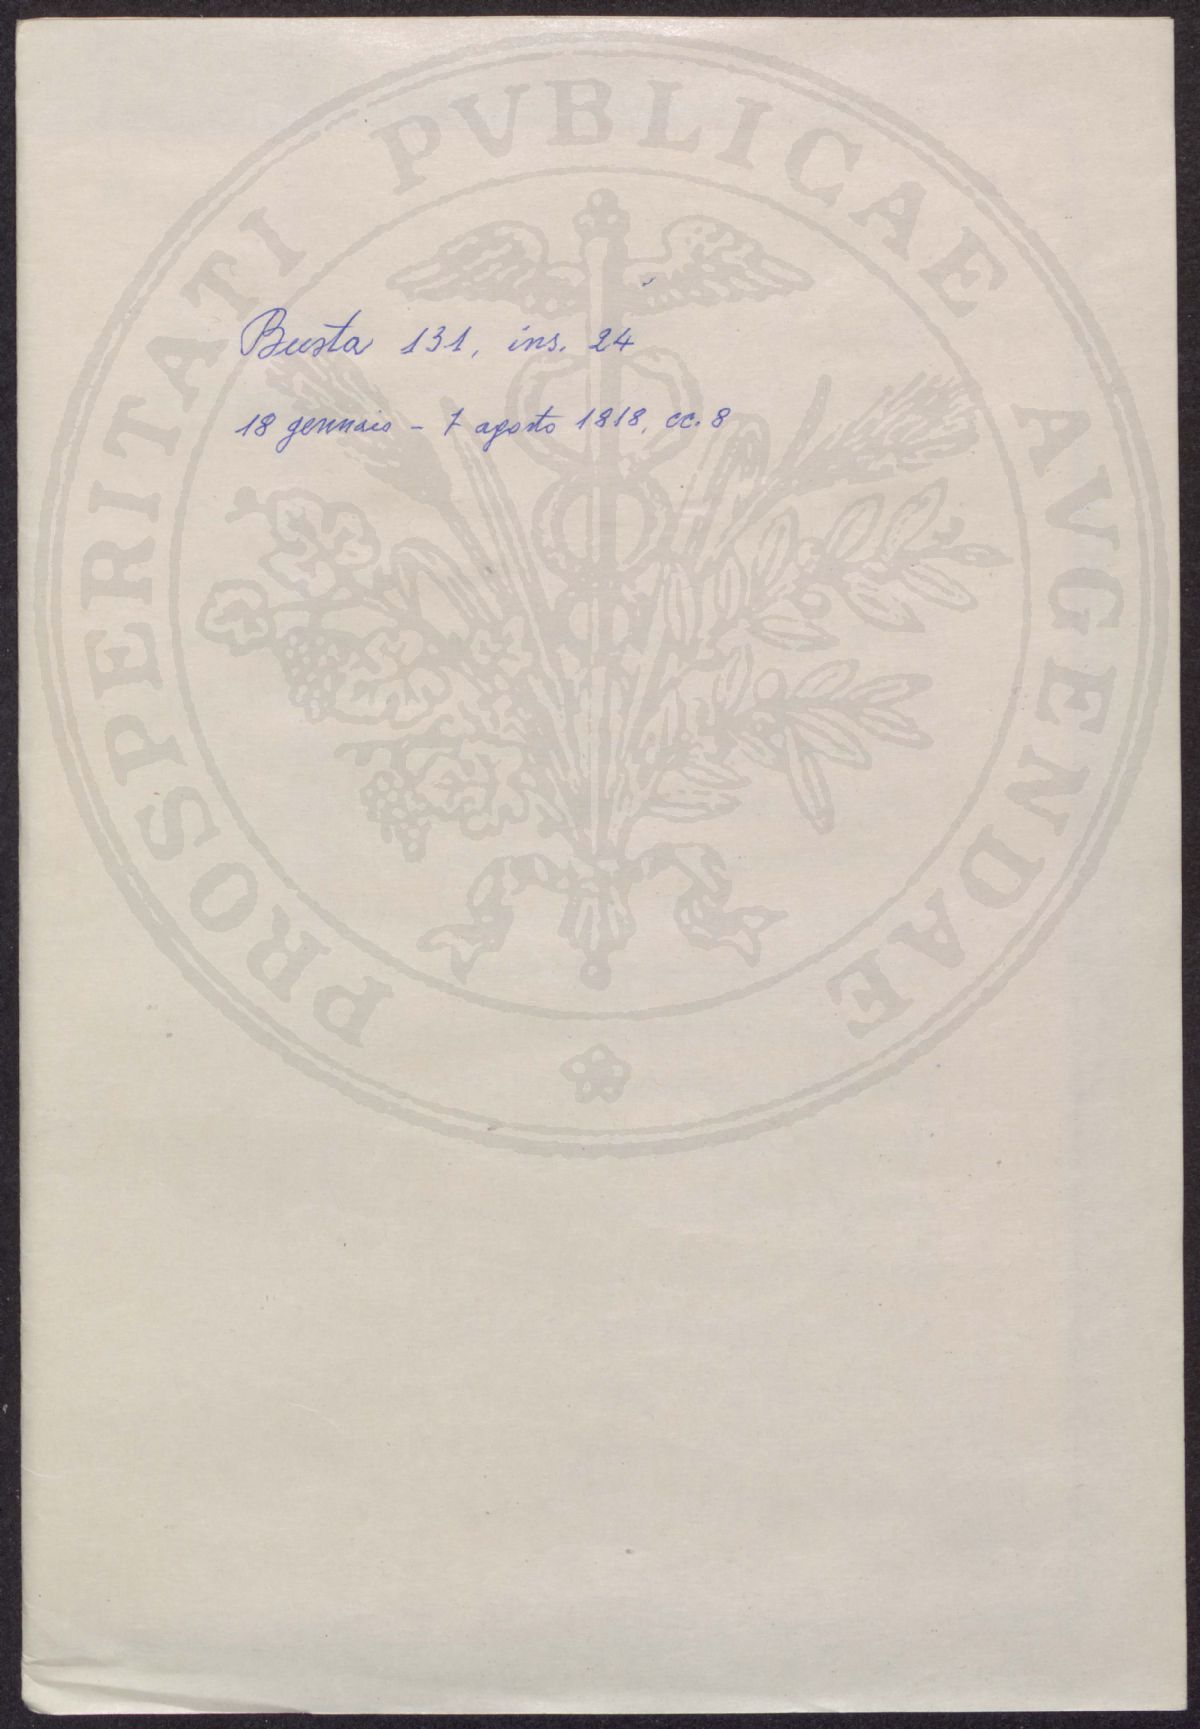 Busta 131, ins. 24
18 gennaio - 7 agosto 1818, cc. 8
PROSPERITATI PVBLICAE AVGENDAE